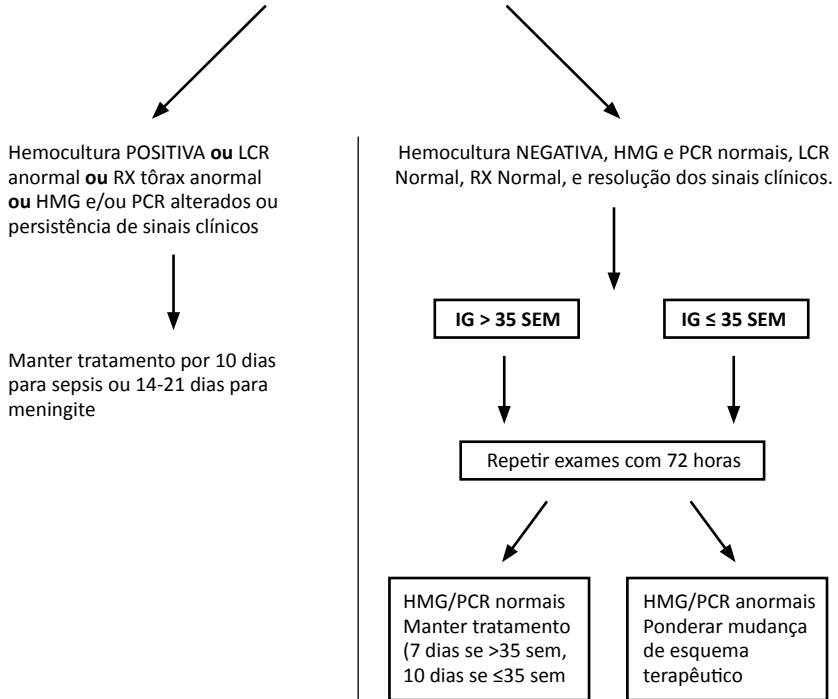 Hemocultura POSITIVA ou LCR
anormal ou RX tôrax anormal
ou HMG e/ou PCR alterados ou
persistência de sinais clínicos
Manter tratamento por 10 dias
para sepsis ou 14-21 dias para
meningite
Hemocultura NEGATIVA, HMG e PCR normais, LCR
Normal, RX Normal, e resolução dos sinais clínicos.
IG > 35 SEM
IG ≤ 35 SEM
Repetir exames com 72 horas
HMG/PCR normais
Manter tratamento
(7 dias se >35 sem,
10 dias se ≤35 sem
HMG/PCR anormais
Ponderar mudança
de esquema
terapêutico